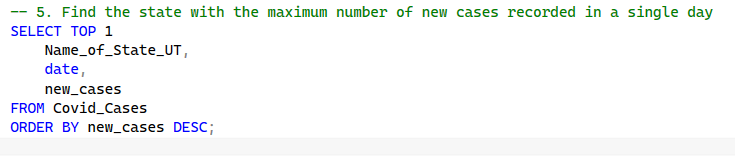 -- 5. Find the state with the maximum number of new cases recorded in a single day
SELECT TOP 1
    Name_of_State_UT,
    date,
    new_cases
FROM Covid_Cases
ORDER BY new_cases DESC;